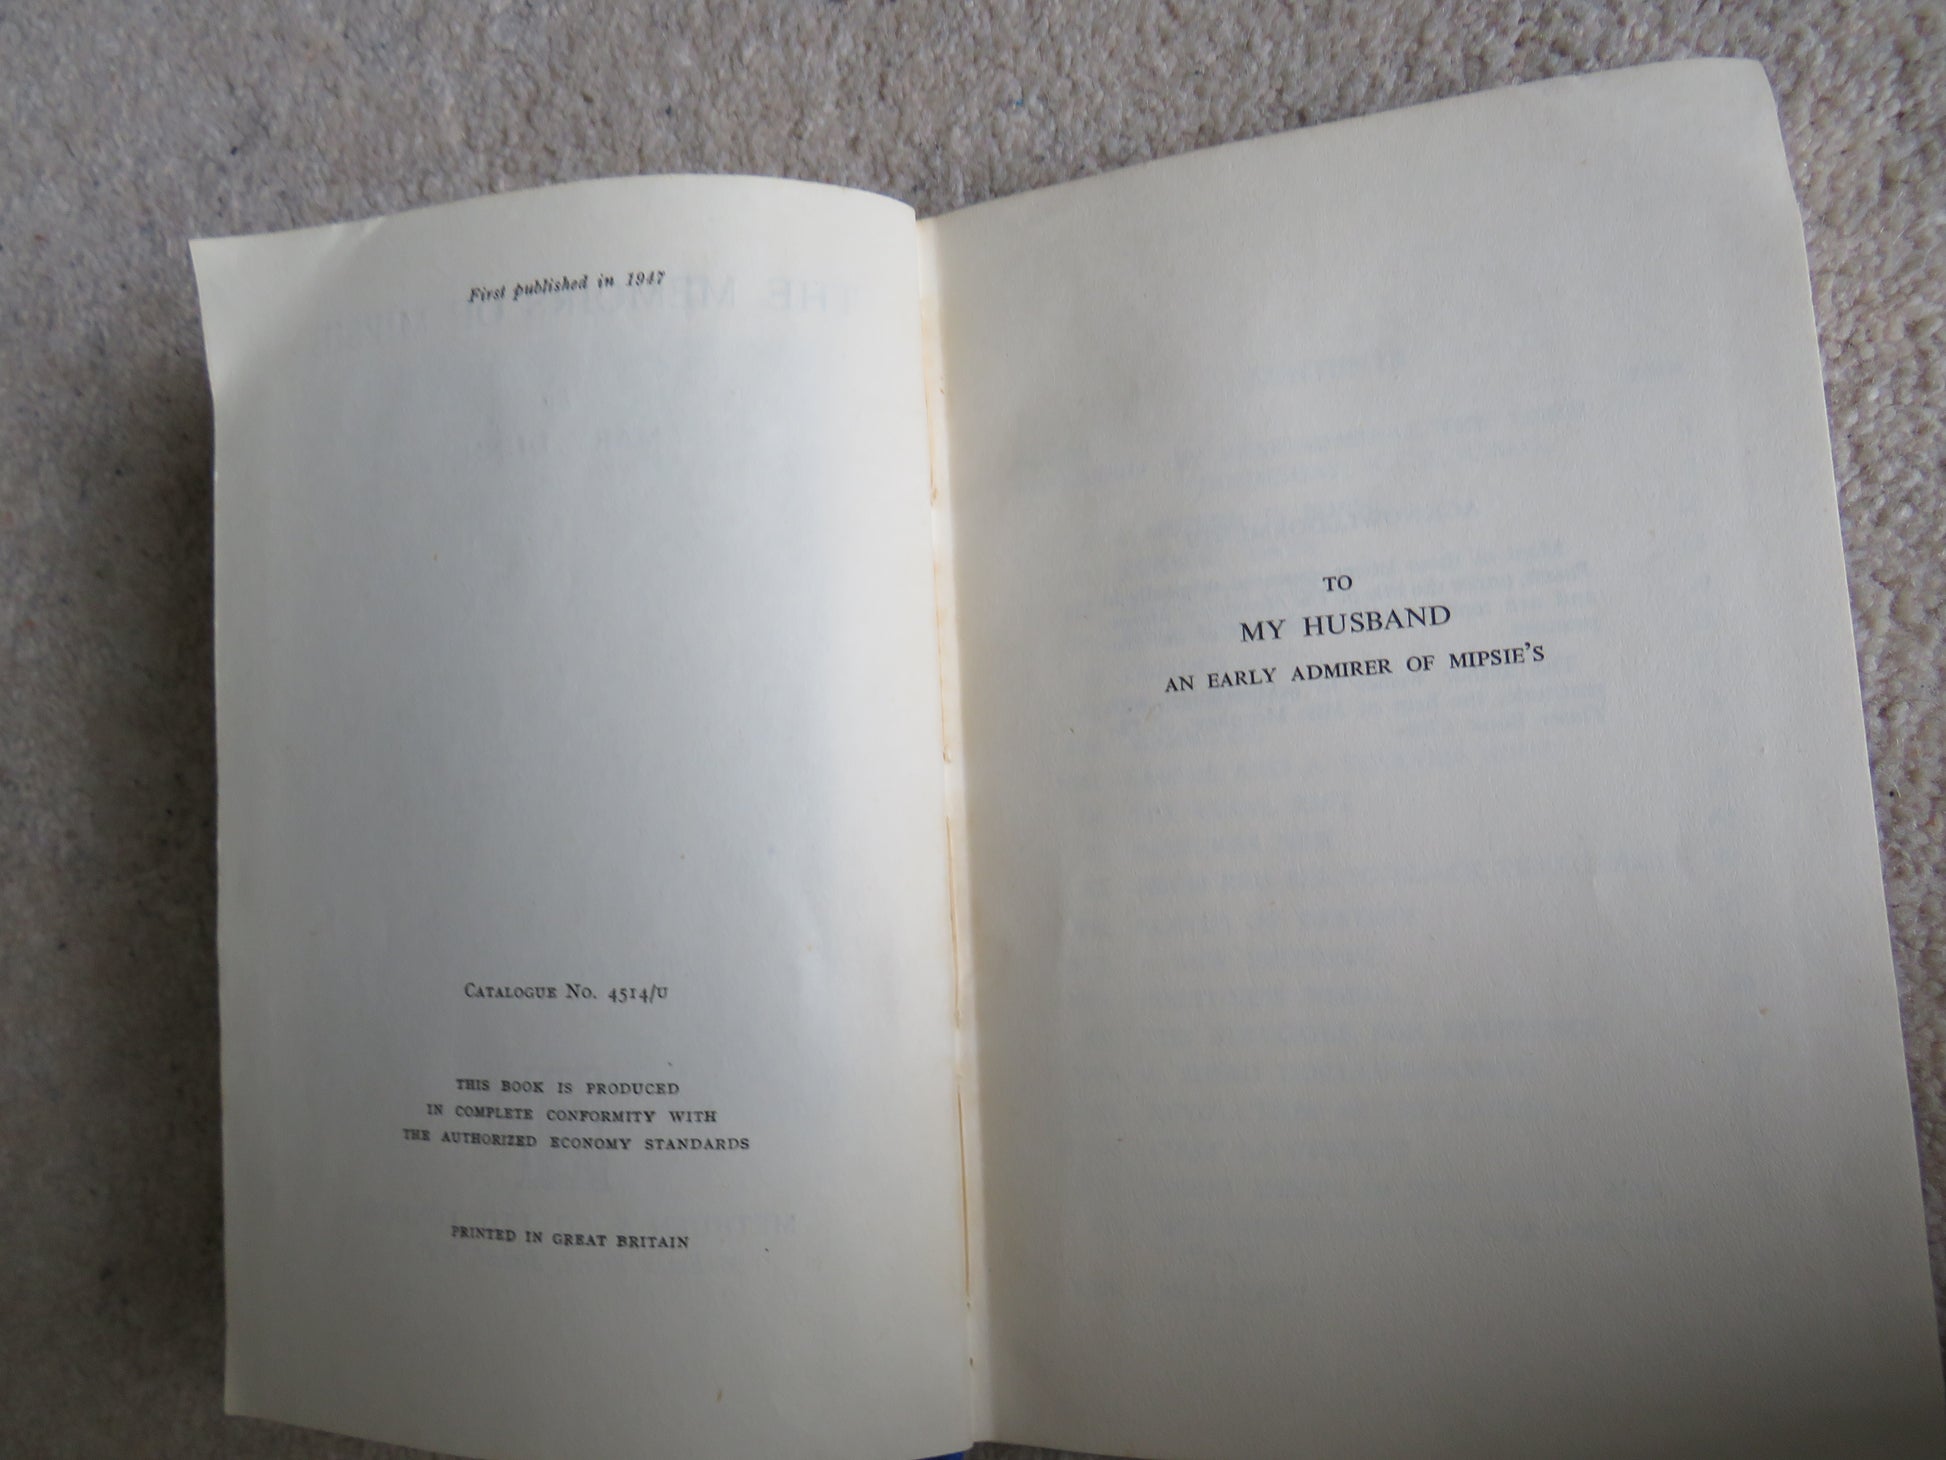 First published in 1947
CATALOGUE NO. 4514/U
THIS BOOK IS PRODUCED
IN COMPLETE CONFORMITY WITH
THE AUTHORIZED ECONOMY STANDARDS
PRINTED IN GREAT BRITAIN
TO
MY HUSBAND
AN EARLY ADMIRER OF MIPSIE'S